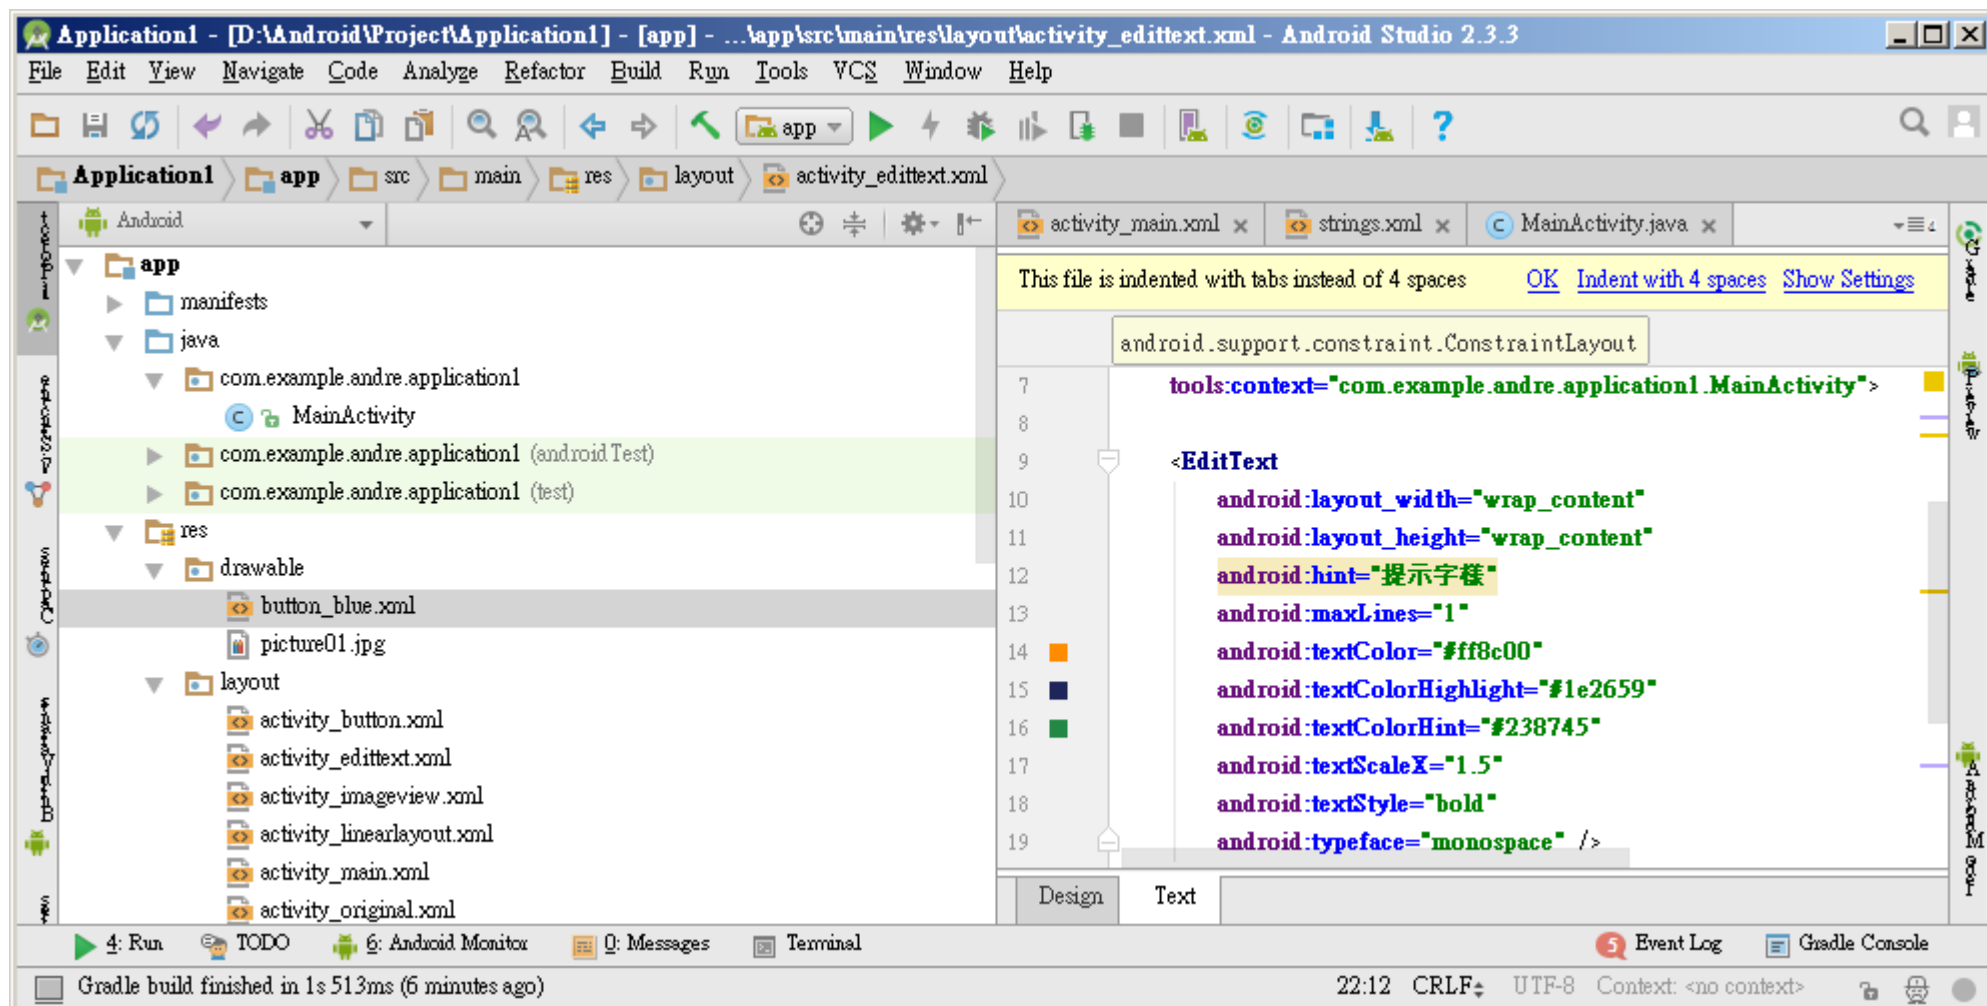 Application1 - [D:\Android\Project\Application1] - [app] - ...\app\src\main\res\layout\activity_edittext.xml - Android Studio 2.3.3
File Edit View Navigate Code Analyze Refactor Build Run Tools VCS Window Help
app
Application1 app src main res layout activity_edittext.xml
Android
activity_main.xml strings.xml MainActivity.java
app
manifests
java
com.example.andre.application1
MainActivity
com.example.andre.application1 (androidTest)
com.example.andre.application1 (test)
res
drawable
button_blue.xml
picture01.jpg
layout
activity_button.xml
activity_edittext.xml
activity_imageview.xml
activity_linearlayout.xml
activity_main.xml
activity_original.xml
This file is indented with tabs instead of 4 spaces OK Indent with 4 spaces Show Settings
android.support.constraint.ConstraintLayout
7 tools:context="com.example.andre.application1.MainActivity">
8
9 <EditText
10 android:layout_width="wrap_content"
11 android:layout_height="wrap_content"
12 android:hint="提示字樣"
13 android:maxLines="1"
14 android:textColor="#ff8c00"
15 android:textColorHighlight="#1e2659"
16 android:textColorHint="#238745"
17 android:textScaleX="1.5"
18 android:textStyle="bold"
19 android:typeface="monospace" />
Design Text
4: Run TODO 6: Android Monitor 0: Messages Terminal Event Log Gradle Console
Gradle build finished in 1s 513ms (6 minutes ago) 22:12 CRLF UTF-8 Context: <no context>